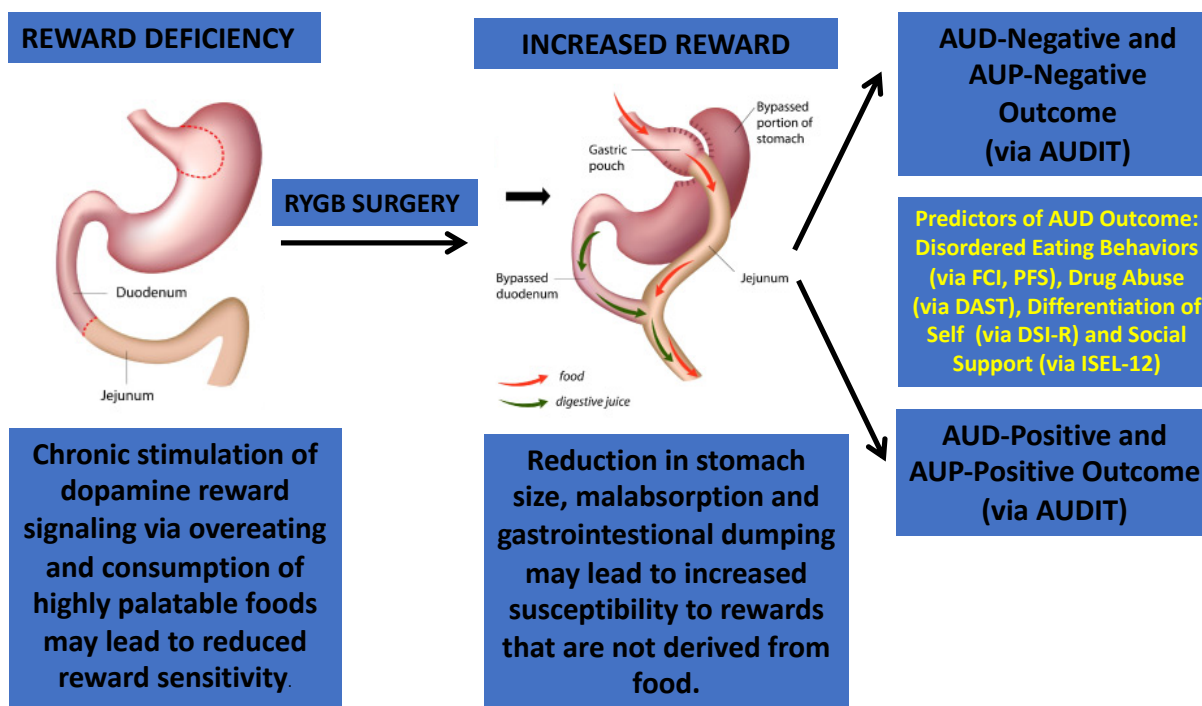 REWARD DEFICIENCY
Duodenum
Jejunum
Chronic stimulation of
dopamine reward
signaling via overeating
and consumption of
highly palatable foods
may lead to reduced
reward sensitivity.
RYGB SURGERY
INCREASED REWARD
Bypassed
portion of
stomach
Gastric
pouch
Bypassed
duodenum
Jejunum
food
digestive juice
Reduction in stomach
size, malabsorption and
gastrointestional dumping
may lead to increased
susceptibility to rewards
that are not derived from
food.
AUD-Negative and
AUP-Negative
Outcome
(via AUDIT)
Predictors of AUD Outcome:
Disordered Eating Behaviors
(via FCI, PFS), Drug Abuse
(via DAST), Differentiation of
Self (via DSI-R) and Social
Support (via ISEL-12)
AUD-Positive and
AUP-Positive Outcome
(via AUDIT)